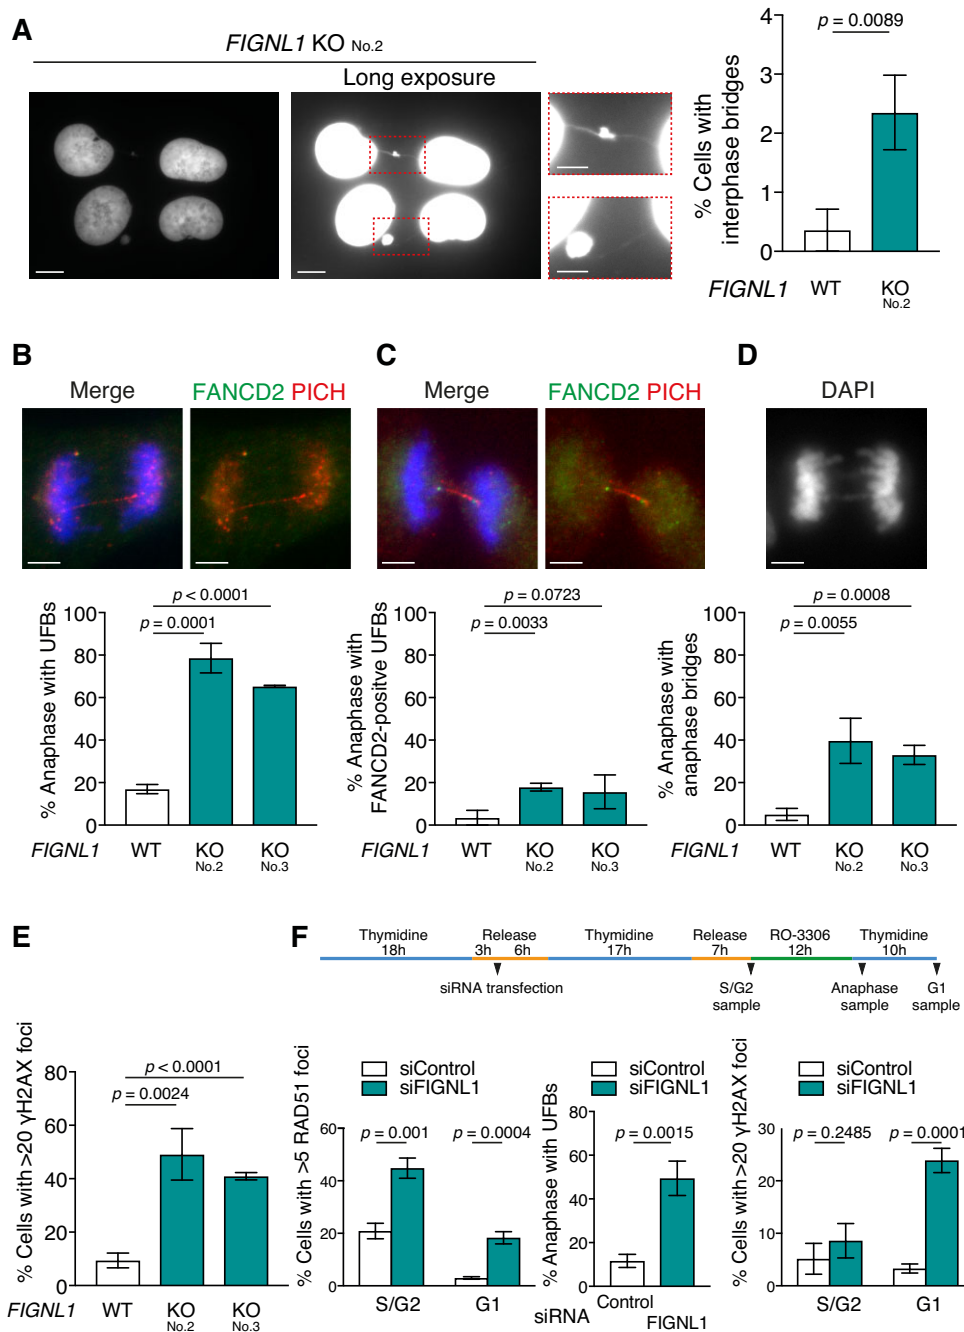 A
FIGNL1 KO No.2
Long exposure
4
3
2
1
0
% Cells with
interphase bridges
p = 0.0089
FIGNL1 WT KO
No.2
B
Merge FANCD2 PICH
% Anaphase with UFBs
100
80
60
40
20
0
p < 0.0001
p = 0.0001
FIGNL1 WT KO KO
No.2 No.3
C
Merge FANCD2 PICH
% Anaphase with
FANCD2-positve UFBs
100
80
60
40
20
0
p = 0.0723
p = 0.0033
WT KO KO
No.2 No.3
D
DAPI
% Anaphase with
anaphase bridges
100
80
60
40
20
0
p = 0.0008
p = 0.0055
FIGNL1 WT KO KO
No.2 No.3
E
% Cells with >20 γH2AX foci
80
60
40
20
0
p < 0.0001
p = 0.0024
FIGNL1 WT KO KO
No.2 No.3
F
Thymidine Release Thymidine Release RO-3306 Thymidine
18h 3h 6h 17h 7h 12h 10h
siRNA transfection S/G2 Anaphase G1
sample sample sample
siControl
siFIGNL1
% Cells with >5 RAD51 foci
60
40
20
0
p = 0.001 p = 0.0004
S/G2 G1
siControl
siFIGNL1
% Anaphase with UFBs
80
60
40
20
0
p = 0.0015
siRNA Control
FIGNL1
siControl
siFIGNL1
% Cells with >20 γH2AX foci
30
20
10
0
p = 0.2485 p = 0.0001
S/G2 G1